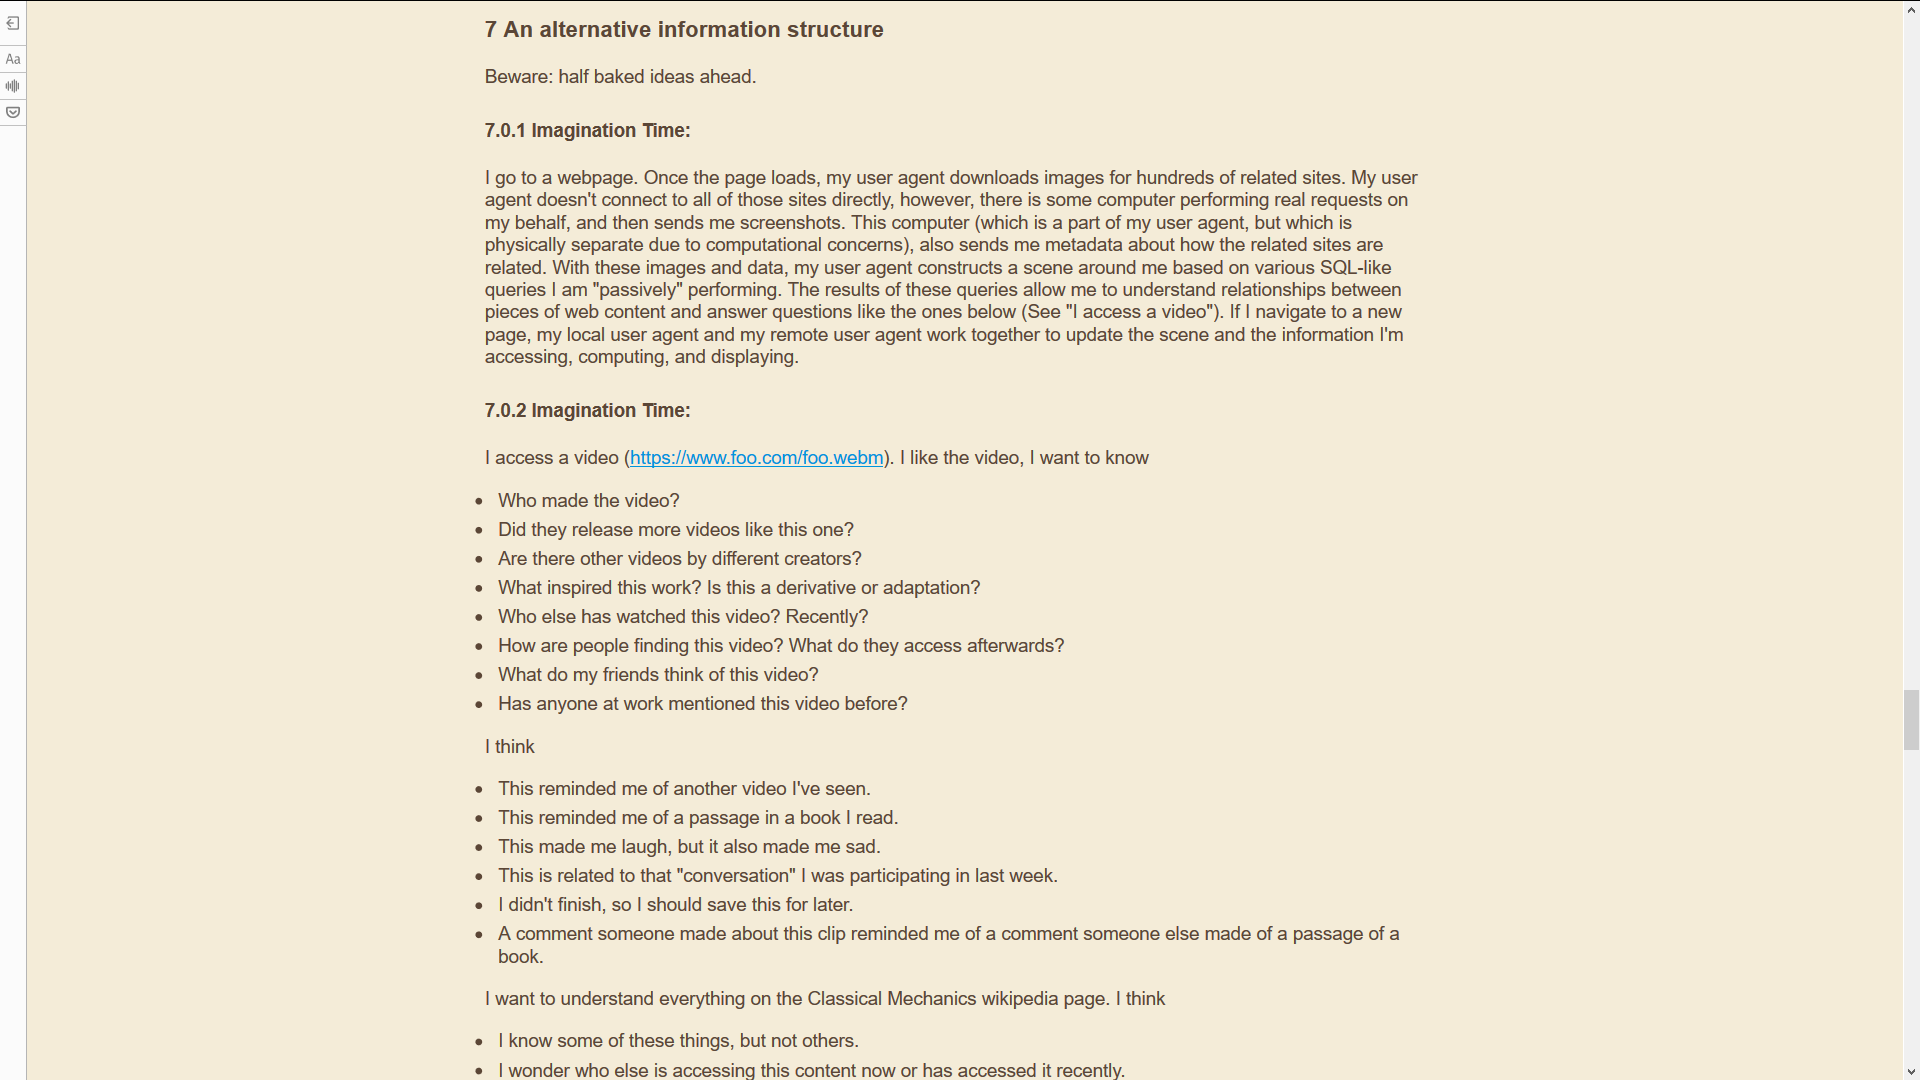 7 An alternative information structure
Beware: half baked ideas ahead.
7.0.1 Imagination Time:
I go to a webpage. Once the page loads, my user agent downloads images for hundreds of related sites. My user
agent doesn't connect to all of those sites directly, however, there is some computer performing real requests on
my behalf, and then sends me screenshots. This computer (which is a part of my user agent, but which is
physically separate due to computational concerns), also sends me metadata about how the related sites are
related. With these images and data, my user agent constructs a scene around me based on various SQL-like
queries I am "passively" performing. The results of these queries allow me to understand relationships between
pieces of web content and answer questions like the ones below (See "I access a video"). If I navigate to a new
page, my local user agent and my remote user agent work together to update the scene and the information I'm
accessing, computing, and displaying.
7.0.2 Imagination Time:
I access a video (https://www.foo.com/foo.webm). I like the video, I want to know
• Who made the video?
• Did they release more videos like this one?
• Are there other videos by different creators?
• What inspired this work? Is this a derivative or adaptation?
• Who else has watched this video? Recently?
• How are people finding this video? What do they access afterwards?
• What do my friends think of this video?
• Has anyone at work mentioned this video before?
I think
• This reminded me of another video I've seen.
• This reminded me of a passage in a book I read.
• This made me laugh, but it also made me sad.
• This is related to that "conversation" I was participating in last week.
• I didn't finish, so I should save this for later.
• A comment someone made about this clip reminded me of a comment someone else made of a passage of a
book.
I want to understand everything on the Classical Mechanics wikipedia page. I think
• I know some of these things, but not others.
• I wonder who else is accessing this content now or has accessed it recently.
Aa